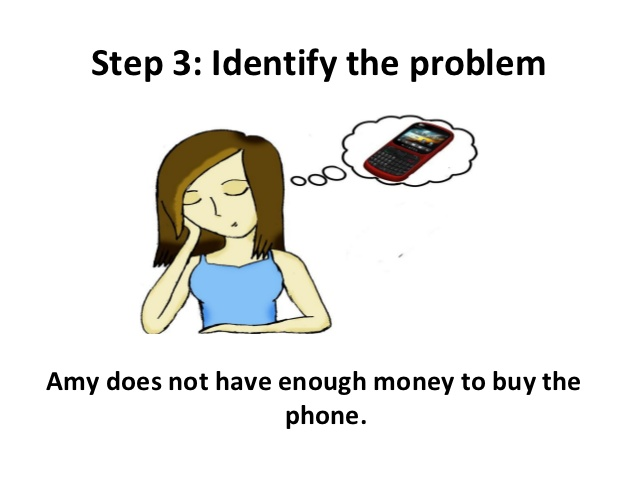 Step 3: Identify the problem
Amy does not have enough money to buy the
phone.